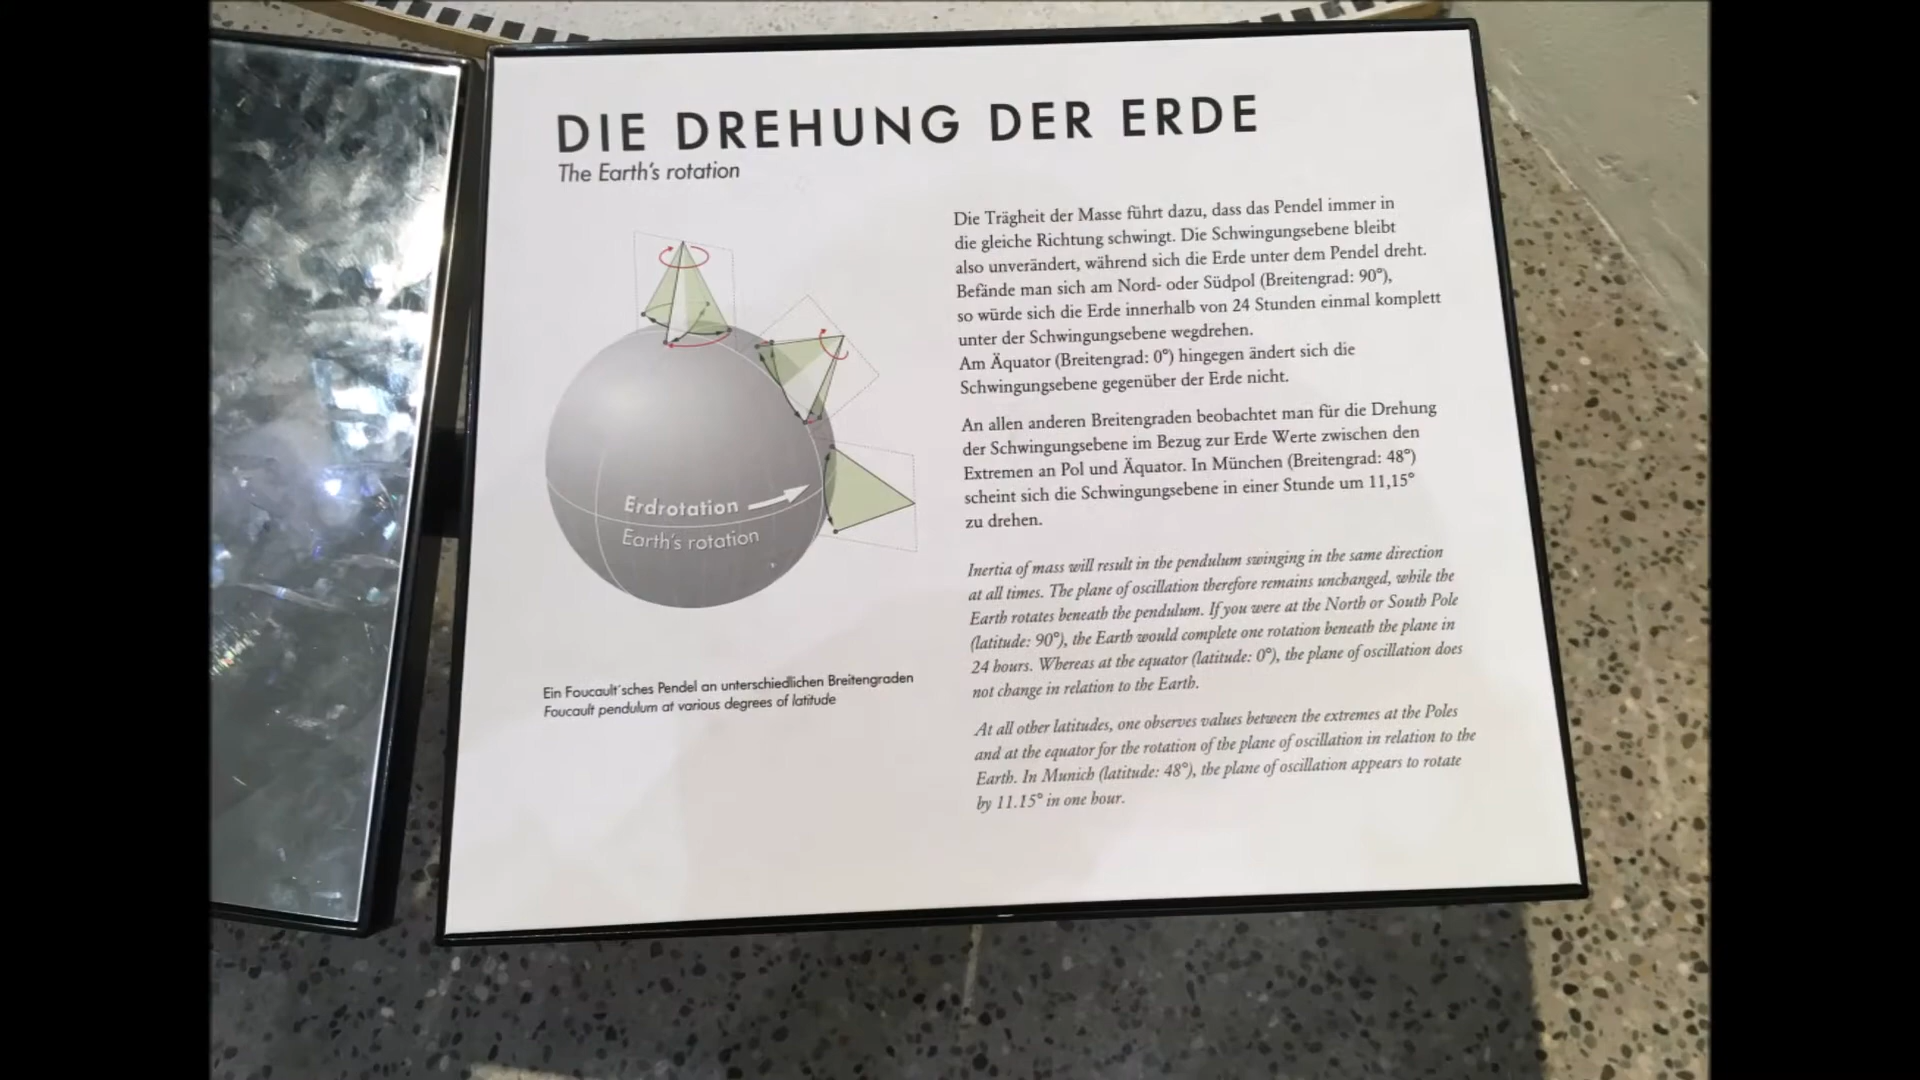 DIE DREHUNG DER ERDE
The Earth's rotation
Erdrotation
Earth's rotation
Ein Foucault´sches Pendel an unterschiedlichen Breitengraden
Foucault pendulum at various degrees of latitude
Die Trägheit der Masse führt dazu, dass das Pendel immer in
die gleiche Richtung schwingt. Die Schwingungsebene bleibt
also unverändert, während sich die Erde unter dem Pendel dreht.
Befände man sich am Nord- oder Südpol (Breitengrad: 90°),
so würde sich die Erde innerhalb von 24 Stunden einmal komplett
unter der Schwingungsebene wegdrehen.
Am Äquator (Breitengrad: 0°) hingegen ändert sich die
Schwingungsebene gegenüber der Erde nicht.
An allen anderen Breitengraden beobachtet man für die Drehung
der Schwingungsebene im Bezug zur Erde Werte zwischen den
Extremen an Pol und Äquator. In München (Breitengrad: 48°)
scheint sich die Schwingungsebene in einer Stunde um 11,15°
zu drehen.
Inertia of mass will result in the pendulum swinging in the same direction
at all times. The plane of oscillation therefore remains unchanged, while the
Earth rotates beneath the pendulum. If you were at the North or South Pole
(latitude: 90°), the Earth would complete one rotation beneath the plane in
24 hours. Whereas at the equator (latitude: 0°), the plane of oscillation does
not change in relation to the Earth.
At all other latitudes, one observes values between the extremes at the Poles
and at the equator for the rotation of the plane of oscillation in relation to the
Earth. In Munich (latitude: 48°), the plane of oscillation appears to rotate
by 11.15° in one hour.